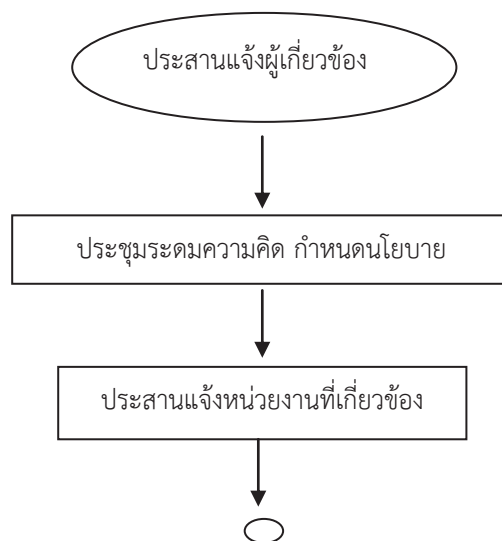 ประสานแจ้งผู้เกี่ยวข้อง
ประชุมระดมความคิด กำหนดนโยบาย
ประสานแจ้งหน่วยงานที่เกี่ยวข้อง